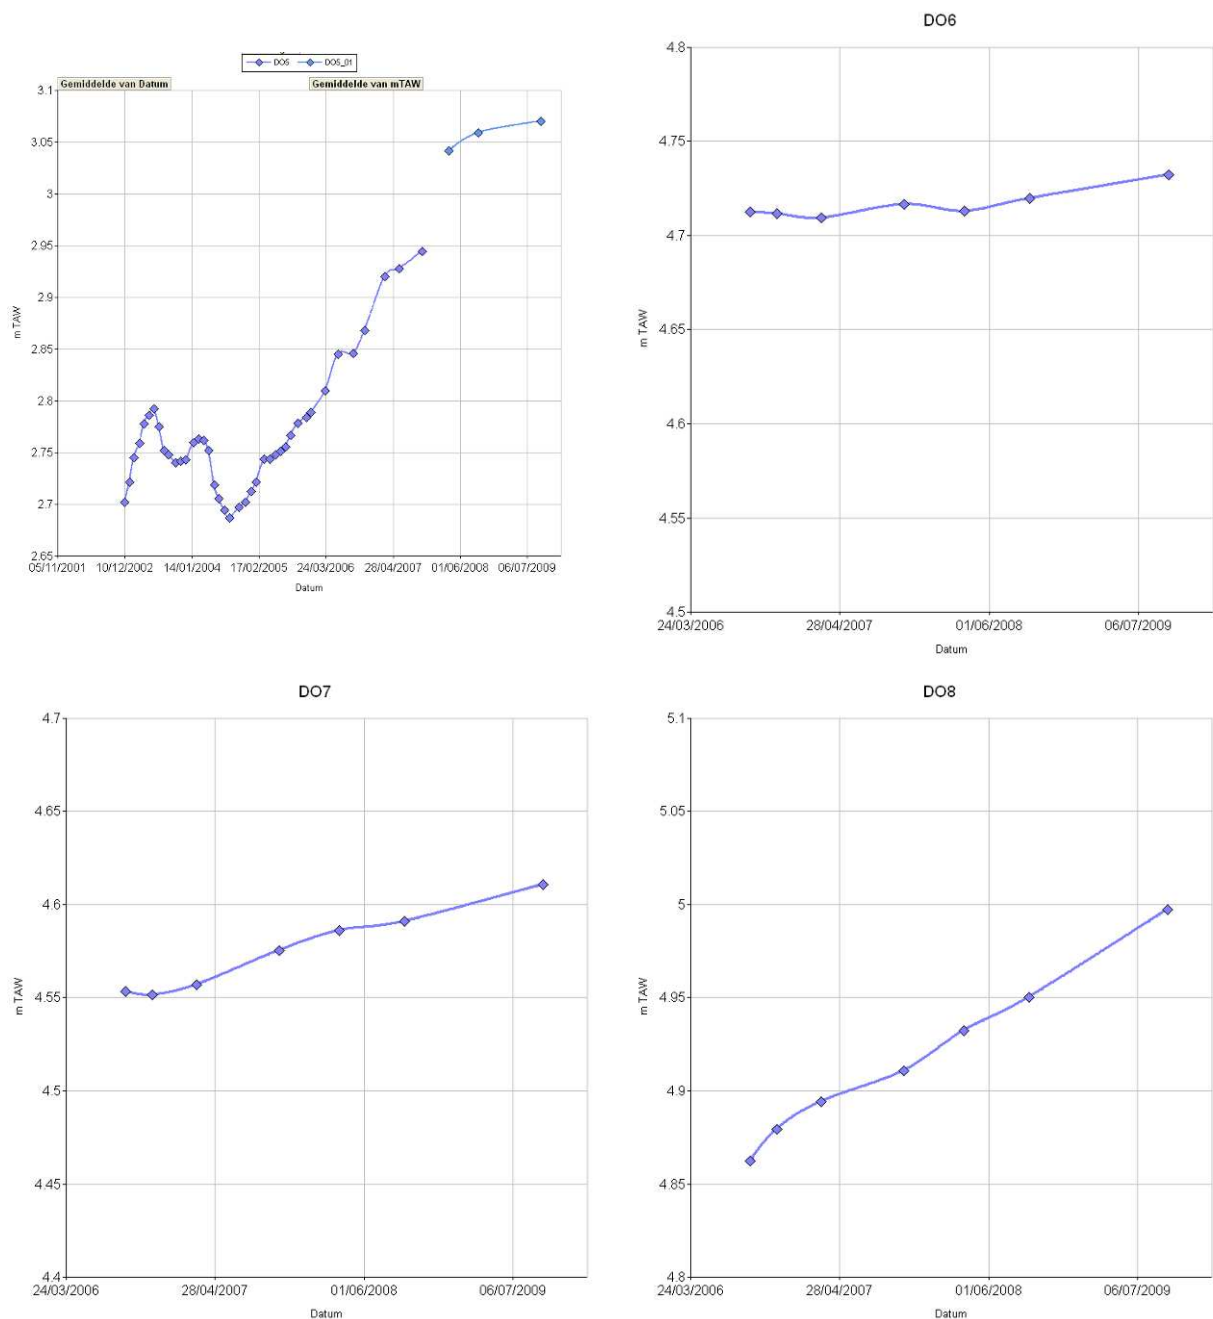 DO5 DO5_01
Gemiddelde van Datum Gemiddelde van mTAW
3.1
3.05
3
2.95
2.9
2.85
2.8
2.75
2.7
2.65
m TAW
05/11/2001 10/12/2002 14/01/2004 17/02/2005 24/03/2006 28/04/2007 01/06/2008 06/07/2009
Datum
DO6
4.8
4.75
4.7
4.65
4.6
4.55
4.5
m TAW
24/03/2006 28/04/2007 01/06/2008 06/07/2009
Datum
DO7
4.7
4.65
4.6
4.55
4.5
4.45
4.4
m TAW
24/03/2006 28/04/2007 01/06/2008 06/07/2009
Datum
DO8
5.1
5.05
5
4.95
4.9
4.85
4.8
m TAW
24/03/2006 28/04/2007 01/06/2008 06/07/2009
Datum